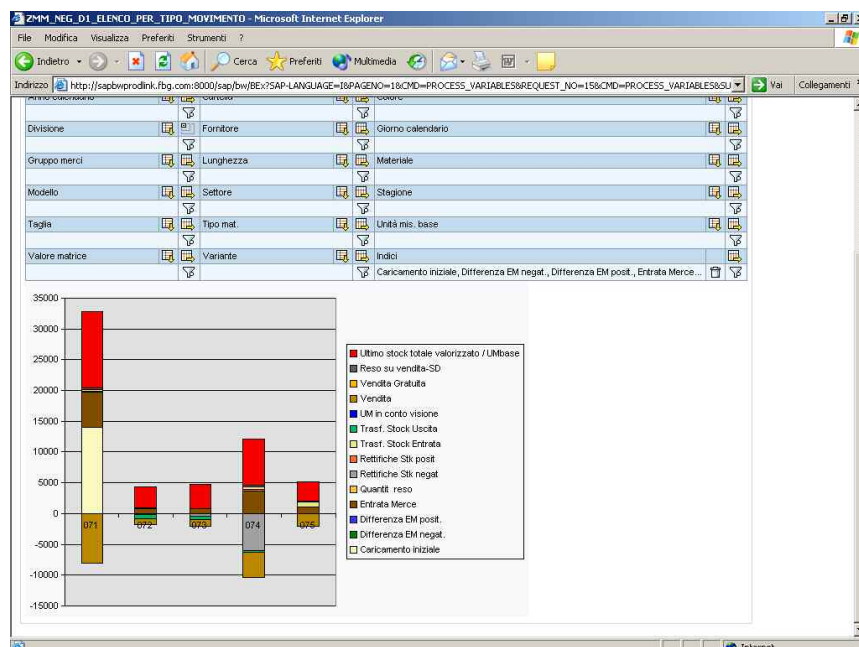 ZMM_NEG_D1_ELENCO_PER_TIPO_MOVIMENTO - Microsoft Internet Explorer
File Modifica Visualizza Preferiti Strumenti ?
Indietro Cerca Preferiti Multimedia
Indirizzo http://sapbwprodlink.fbg.com:8000/sap/bw/BEx?SAP-LANGUAGE=I&PAGENO=1&CMD=PROCESS_VARIABLES&REQUEST_NO=15&CMD=PROCESS_VARIABLES&SU Vai Collegamenti »
Anno calendario Cartella Colore
Divisione Fornitore Giorno calendario
Gruppo merci Lunghezza Materiale
Modello Settore Stagione
Taglia Tipo mat. Unità mis. base
Valore matrice Variante Indici
Caricamento iniziale, Differenza EM negat., Differenza EM posit., Entrata Merce...
35000
30000
25000
20000
15000
10000
5000
0
-5000
-10000
-15000
071 072 073 074 075
Ultimo stock totale valorizzato / UMbase
Reso su vendita-SD
Vendita Gratuita
Vendita
UM in conto visione
Trasf. Stock Uscita
Trasf. Stock Entrata
Rettifiche Stk posit
Rettifiche Stk negat
Quantit reso
Entrata Merce
Differenza EM posit.
Differenza EM negat.
Caricamento iniziale
Internet